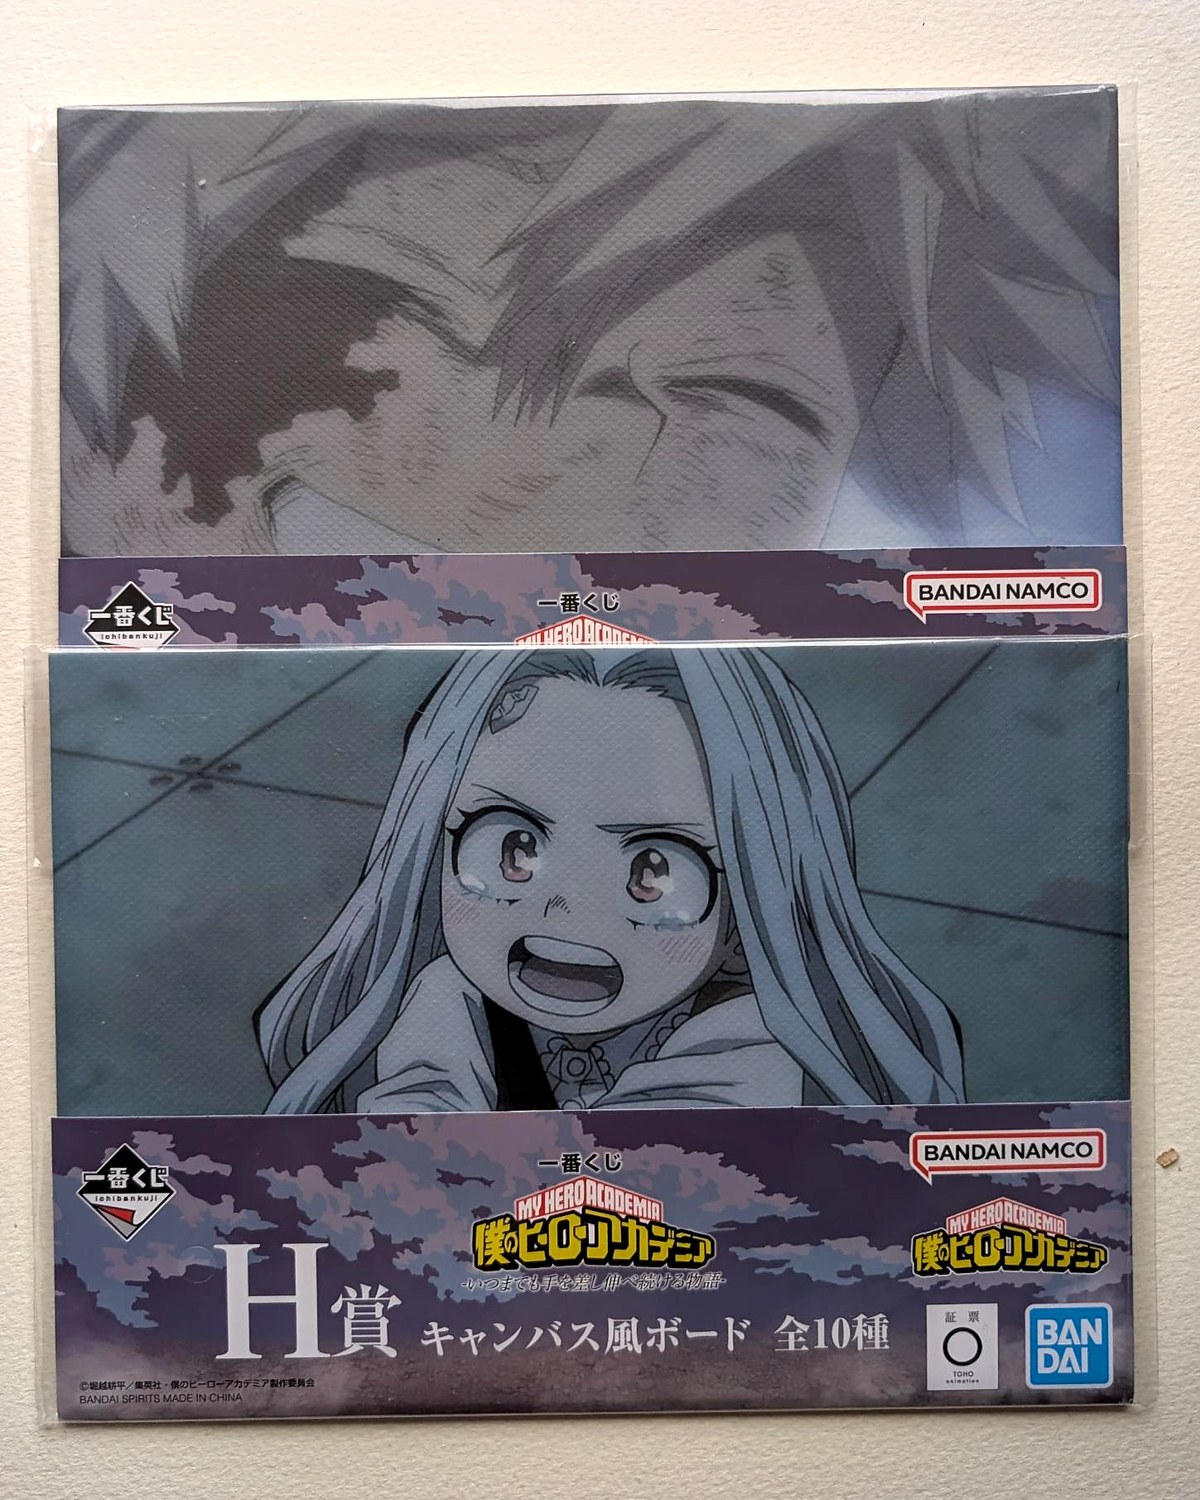 一番くじ
ichibankuji
一番くじ
MY HERO ACADEMIA
BANDAI NAMCO
一番くじ
ichibankuji
一番くじ
MY HERO ACADEMIA
僕のヒーローアカデミア
-いつまでも手を差し伸べ続ける物語-
BANDAI NAMCO
MY HERO ACADEMIA
僕のヒーローアカデミア
H賞 キャンバス風ボード 全10種
証票
TOHO
animation
BAN
DAI
©堀越耕平/集英社・僕のヒーローアカデミア製作委員会
BANDAI SPIRITS MADE IN CHINA